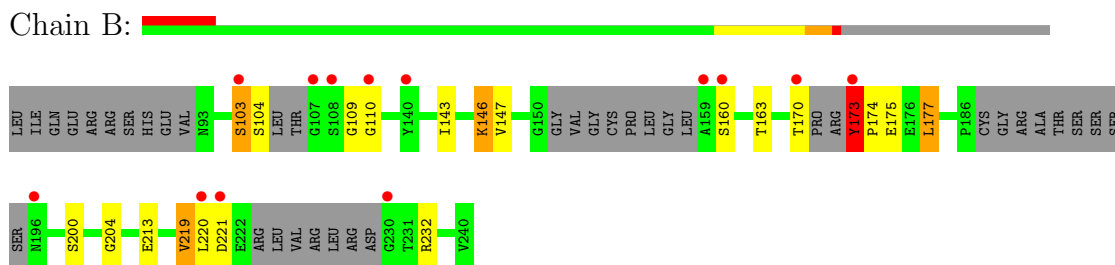 Chain B:
LEU ILE GLN GLU ARG ARG SER HIS GLU VAL N93 S103 S104 LEU THR G107 S108 G109 G110 Y140 I143 K146 V147 G150 GLY VAL GLY CYS PRO LEU GLY LEU A159 S160 T163 T170 PRO ARG Y173 P174 E175 E176 L177 P186 CYS GLY ARG ALA THR SER SER SER
SER N196 S200 G204 E213 V219 L220 D221 E222 ARG LEU VAL ARG LEU ARG ASP G230 T231 R232 V240